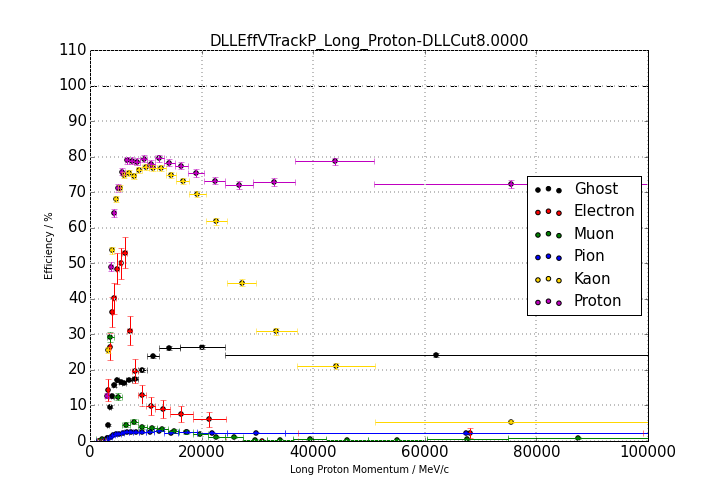 DLLEffVTrackP_Long_Proton-DLLCut8.0000
110
100
90
80
70
60
50
40
30
20
10
0
Efficiency / %
Ghost
Electron
Muon
Pion
Kaon
Proton
0 20000 40000 60000 80000 100000
Long Proton Momentum / MeV/c